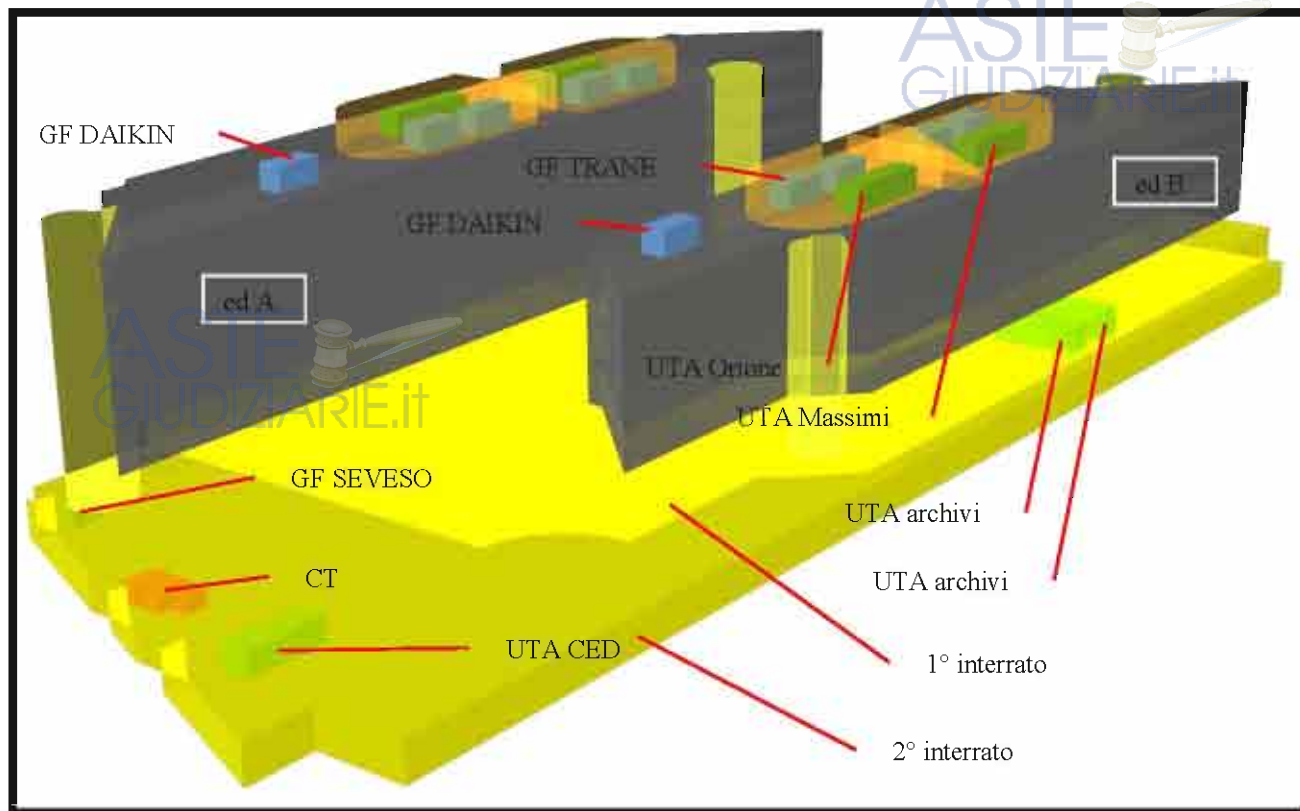 ASTE
GIUDIZIARIE.it
GF DAIKIN
GF TRANE
ed B
GF DAIKIN
ed A
ASTE
GIUDIZIARIE.it
UTA Orione
UTA Massimi
GF SEVESO
UTA archivi
CT
UTA archivi
UTA CED
1° interrato
2° interrato